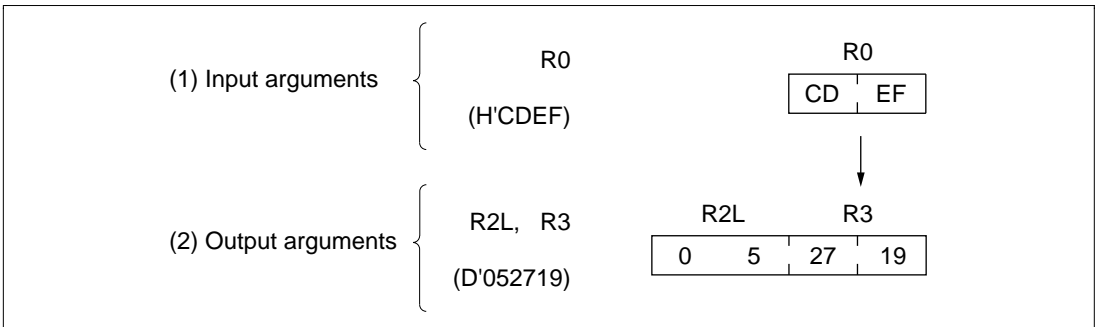 (1) Input arguments
R0
(H'CDEF)
R0
CD EF
(2) Output arguments
R2L, R3
(D'052719)
R2L R3
0 5 27 19